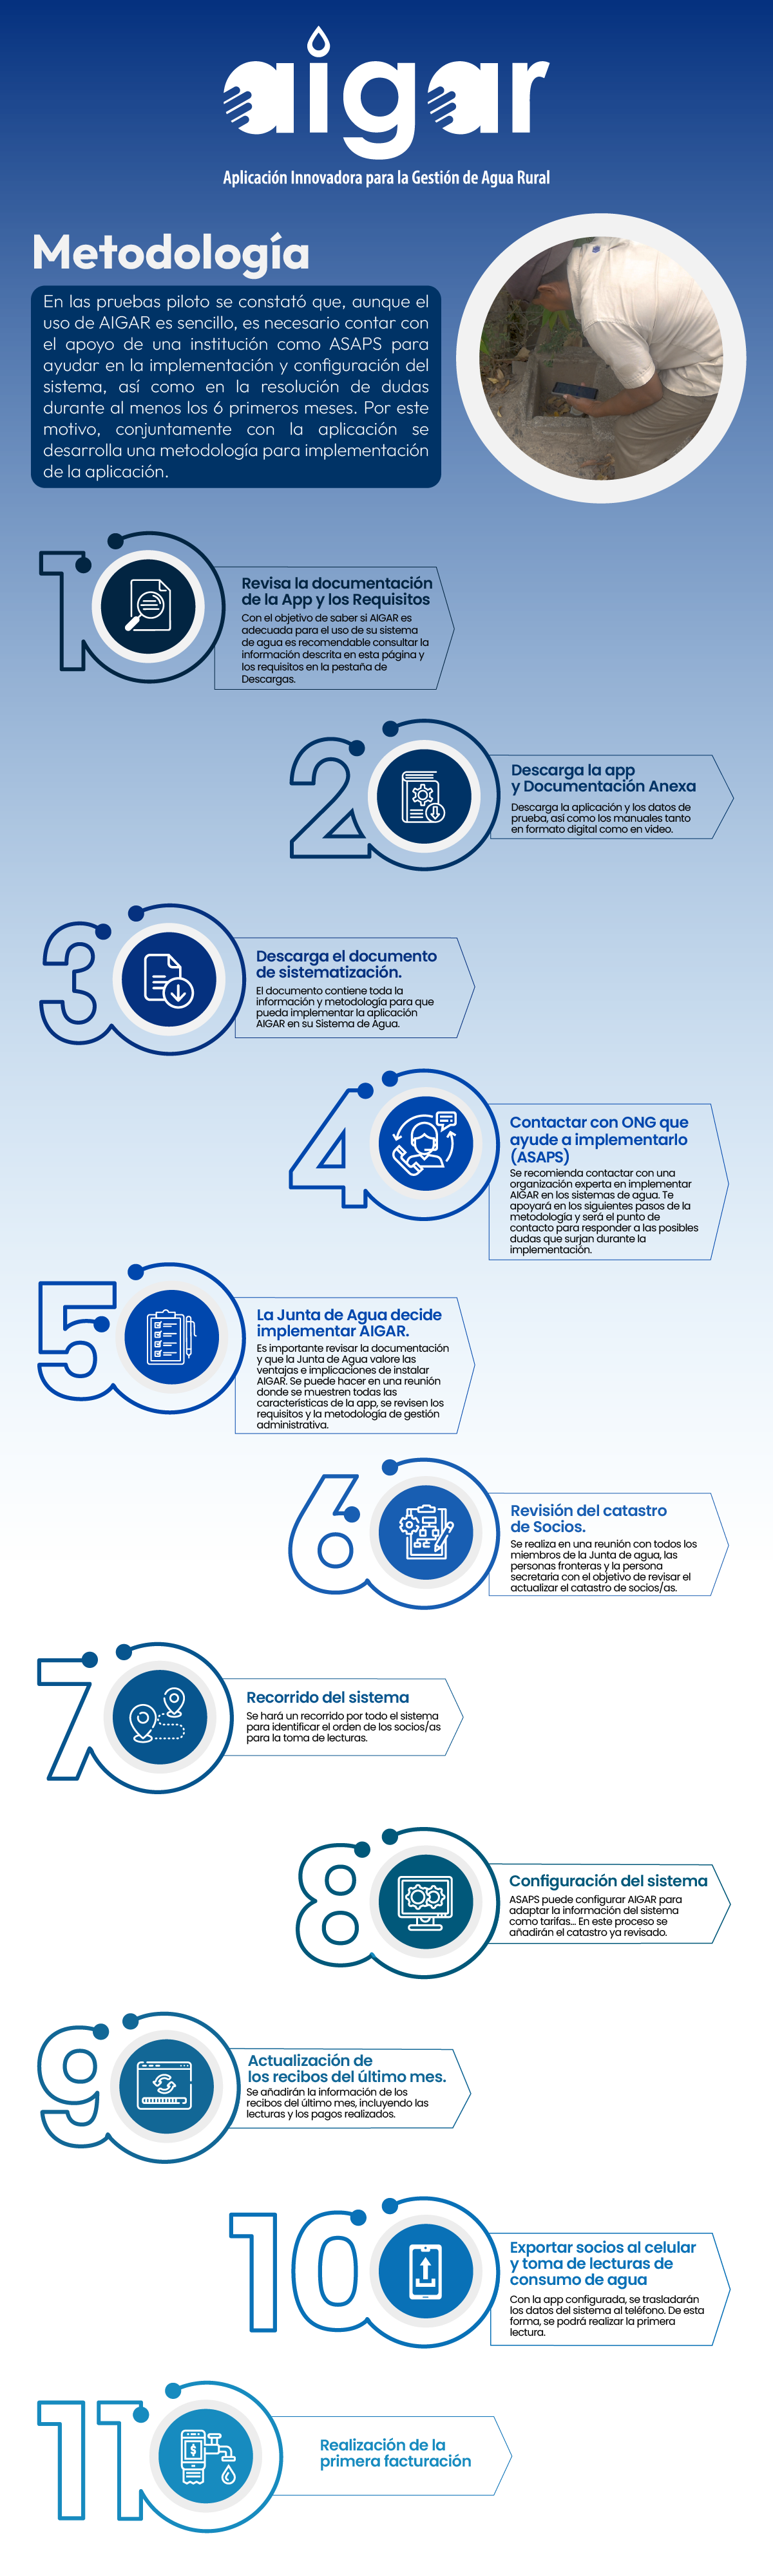 aigar
Aplicación Innovadora para la Gestión de Agua Rural
Metodología
En las pruebas piloto se constató que, aunque el
uso de AIGAR es sencillo, es necesario contar con
el apoyo de una institución como ASAPS para
ayudar en la implementación y configuración del
sistema, así como en la resolución de dudas
durante al menos los 6 primeros meses. Por este
motivo, conjuntamente con la aplicación se
desarrolla una metodología para implementación
de la aplicación.
1
Revisa la documentación
de la App y los Requisitos
Con el objetivo de saber si AIGAR es
adecuada para el uso de su sistema
de agua es recomendable consultar la
información descrita en esta página y
los requisitos en la pestaña de
Descargas.
2
Descarga la app
y Documentación Anexa
Descarga la aplicación y los datos de
prueba, así como los manuales tanto
en formato digital como en video.
3
Descarga el documento
de sistematización.
El documento contiene toda la
información y metodología para que
pueda implementar la aplicación
AIGAR en su Sistema de Agua.
4
Contactar con ONG que
ayude a implementarlo
(ASAPS)
Se recomienda contactar con una
organización experta en implementar
AIGAR en los sistemas de agua. Te
apoyará en los siguientes pasos de la
metodología y será el punto de
contacto para responder a las posibles
dudas que surjan durante la
implementación.
5
La Junta de Agua decide
implementar AIGAR.
Es importante revisar la documentación
y que la Junta de Agua valore las
ventajas e implicaciones de instalar
AIGAR. Se puede hacer en una reunión
donde se muestren todas las
características de la app, se revisen los
requisitos y la metodología de gestión
administrativa.
6
Revisión del catastro
de Socios.
Se realiza en una reunión con todos los
miembros de la Junta de agua, las
personas fronteras y la persona
secretaria con el objetivo de revisar el
actualizar el catastro de socios/as.
7
Recorrido del sistema
Se hará un recorrido por todo el sistema
para identificar el orden de los socios/as
para la toma de lecturas.
8
Configuración del sistema
ASAPS puede configurar AIGAR para
adaptar la información del sistema
como tarifas... En este proceso se
añadirán el catastro ya revisado.
9
Actualización de
los recibos del último mes.
Se añadirán la información de los
recibos del último mes, incluyendo las
lecturas y los pagos realizados.
10
Exportar socios al celular
y toma de lecturas de
consumo de agua
Con la app configurada, se trasladarán
los datos del sistema al teléfono. De esta
forma, se podrá realizar la primera
lectura.
11
$
Realización de la
primera facturación